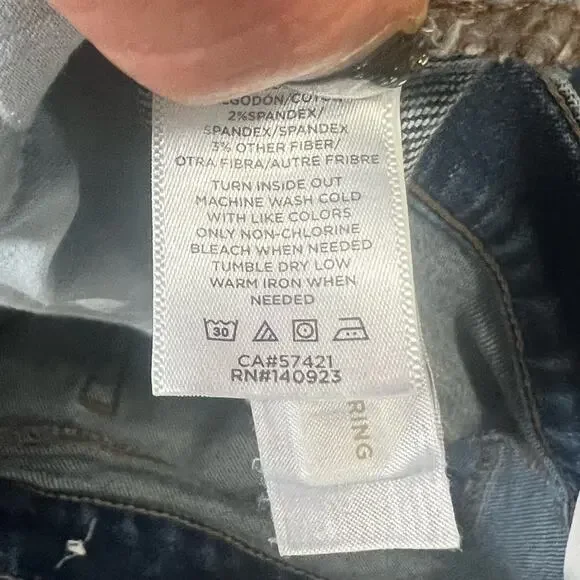 ALGODÓN/COTON
2%SPANDEX/
SPANDEX/SPANDEX
3% OTHER FIBER/
OTRA FIBRA/AUTRE FRIBRE
TURN INSIDE OUT
MACHINE WASH COLD
WITH LIKE COLORS
ONLY NON-CHLORINE
BLEACH WHEN NEEDED
TUMBLE DRY LOW
WARM IRON WHEN
NEEDED
30
CA#57421
RN#140923
RING